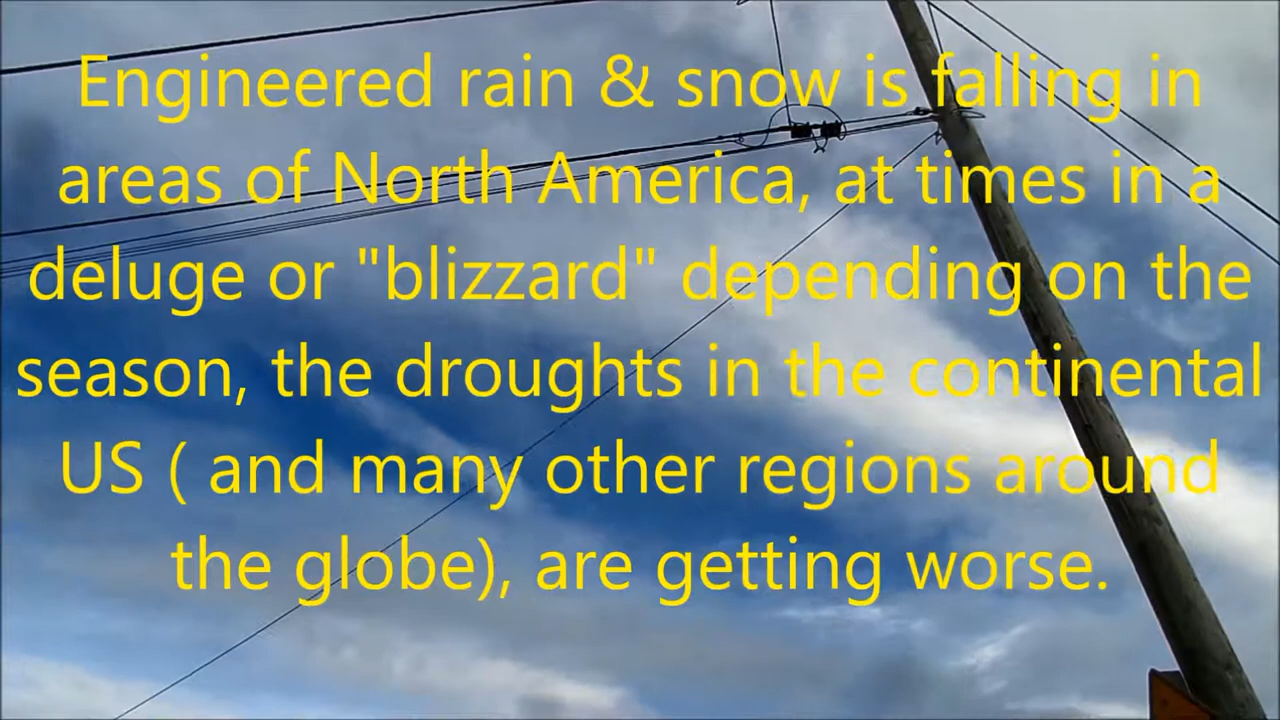 Engineered rain & snow is falling in
areas of North America, at times in a
deluge or "blizzard" depending on the
season, the droughts in the continental
US ( and many other regions around
the globe), are getting worse.